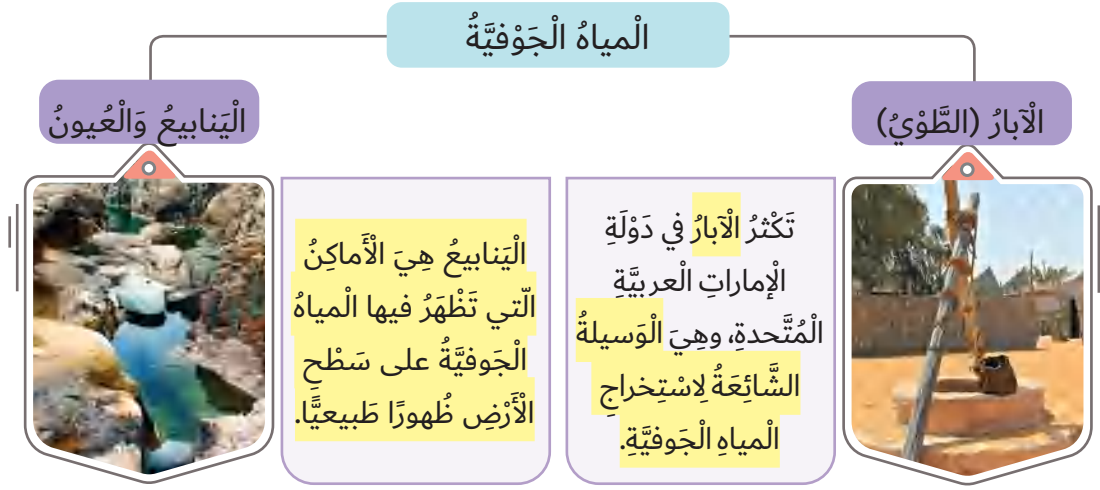 الْمياهُ الْجَوْفيَّةُ
الْآبارُ (الطَّوْيُ)
تَكْثرُ الْآبارُ في دَوْلَةِ
الْإماراتِ الْعربيَّةِ
الْمُتَّحدةِ، وهِيَ الْوَسيلةُ
الشَّائِعَةُ لِاسْتِخراجِ
الْمياهِ الْجَوفيَّةِ.
الْيَنابيعُ وَالْعُيونُ
الْيَنابيعُ هِيَ الْأَماكِنُ
الّتي تَظْهَرُ فيها الْمياهُ
الْجَوفيَّةُ على سَطْحِ
الْأَرْضِ ظُهورًا طَبيعيًّا.